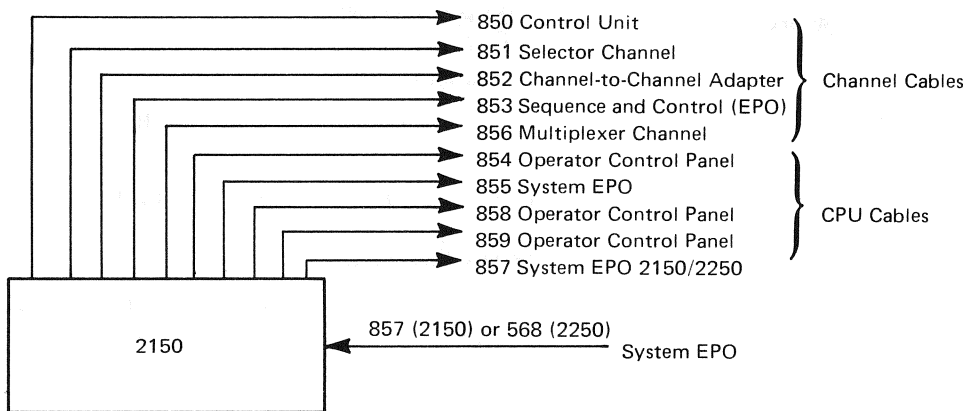 850 Control Unit
851 Selector Channel
852 Channel-to-Channel Adapter
853 Sequence and Control (EPO)
856 Multiplexer Channel
Channel Cables
854 Operator Control Panel
855 System EPO
858 Operator Control Panel
859 Operator Control Panel
857 System EPO 2150/2250
CPU Cables
2150
857 (2150) or 568 (2250)
System EPO